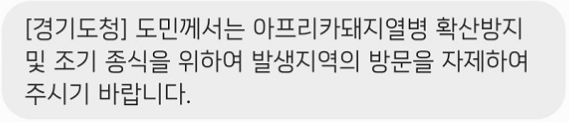 [경기도청] 도민께서는 아프리카돼지열병 확산방지
및 조기 종식을 위하여 발생지역의 방문을 자제하여
주시기 바랍니다.